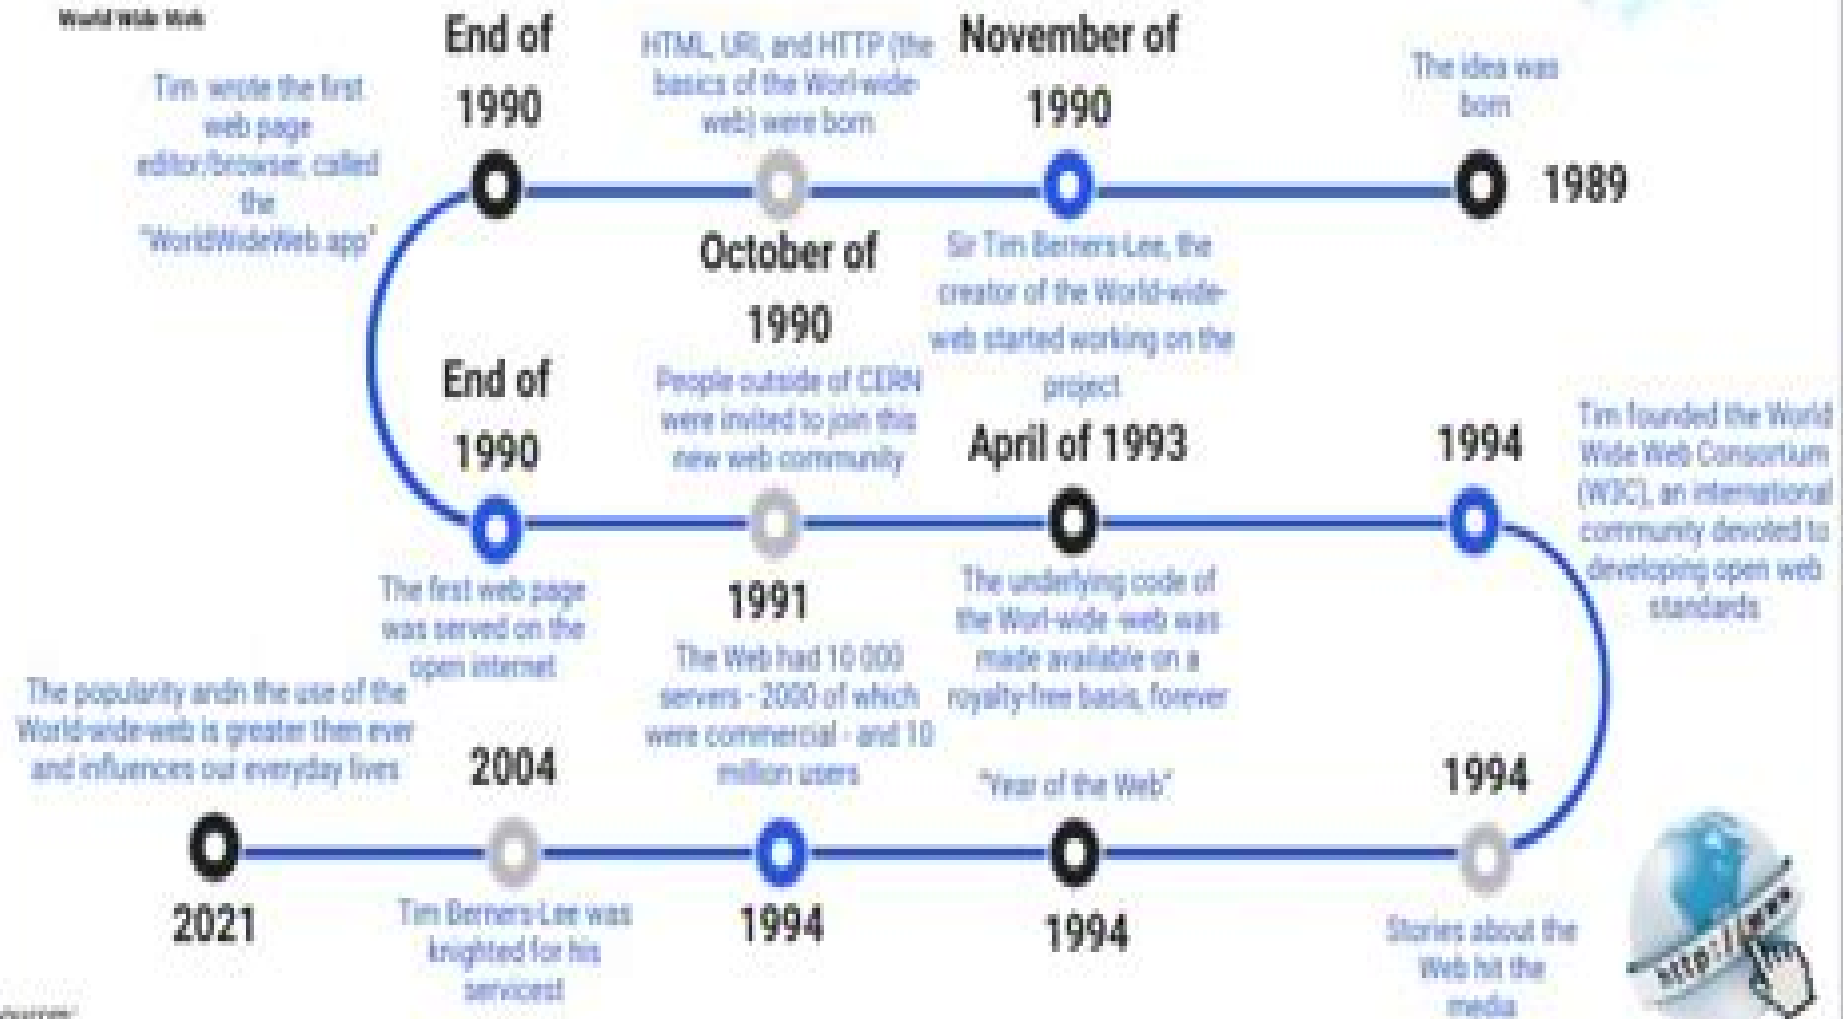 World Wide Web
The idea was
born
1989
November of
1990
Sir Tim Berners-Lee, the
creator of the World-wide-
web started working on the
project
HTML, URI, and HTTP (the
basics of the Worl-wide-
web) were born
October of
1990
End of
1990
Tim wrote the first
web page
editor/browser, called
the
"WorldWideWeb app"
End of
1990
The first web page
was served on the
open internet
People outside of CERN
were invited to join this
new web community
1991
April of 1993
The underlying code of
the Worl-wide -web was
made available on a
royalty-free basis, forever
1994
Tim founded the World
Wide Web Consortium
(W3C), an international
community devoted to
developing open web
standards
1994
Stories about the
Web hit the
media
"Year of the Web"
1994
The Web had 10 000
servers - 2000 of which
were commercial - and 10
million users
1994
2004
Tim Berners-Lee was
knighted for his
servicest
The popularity andn the use of the
World-wide-web is greater then ever
and influences our everyday lives
2021